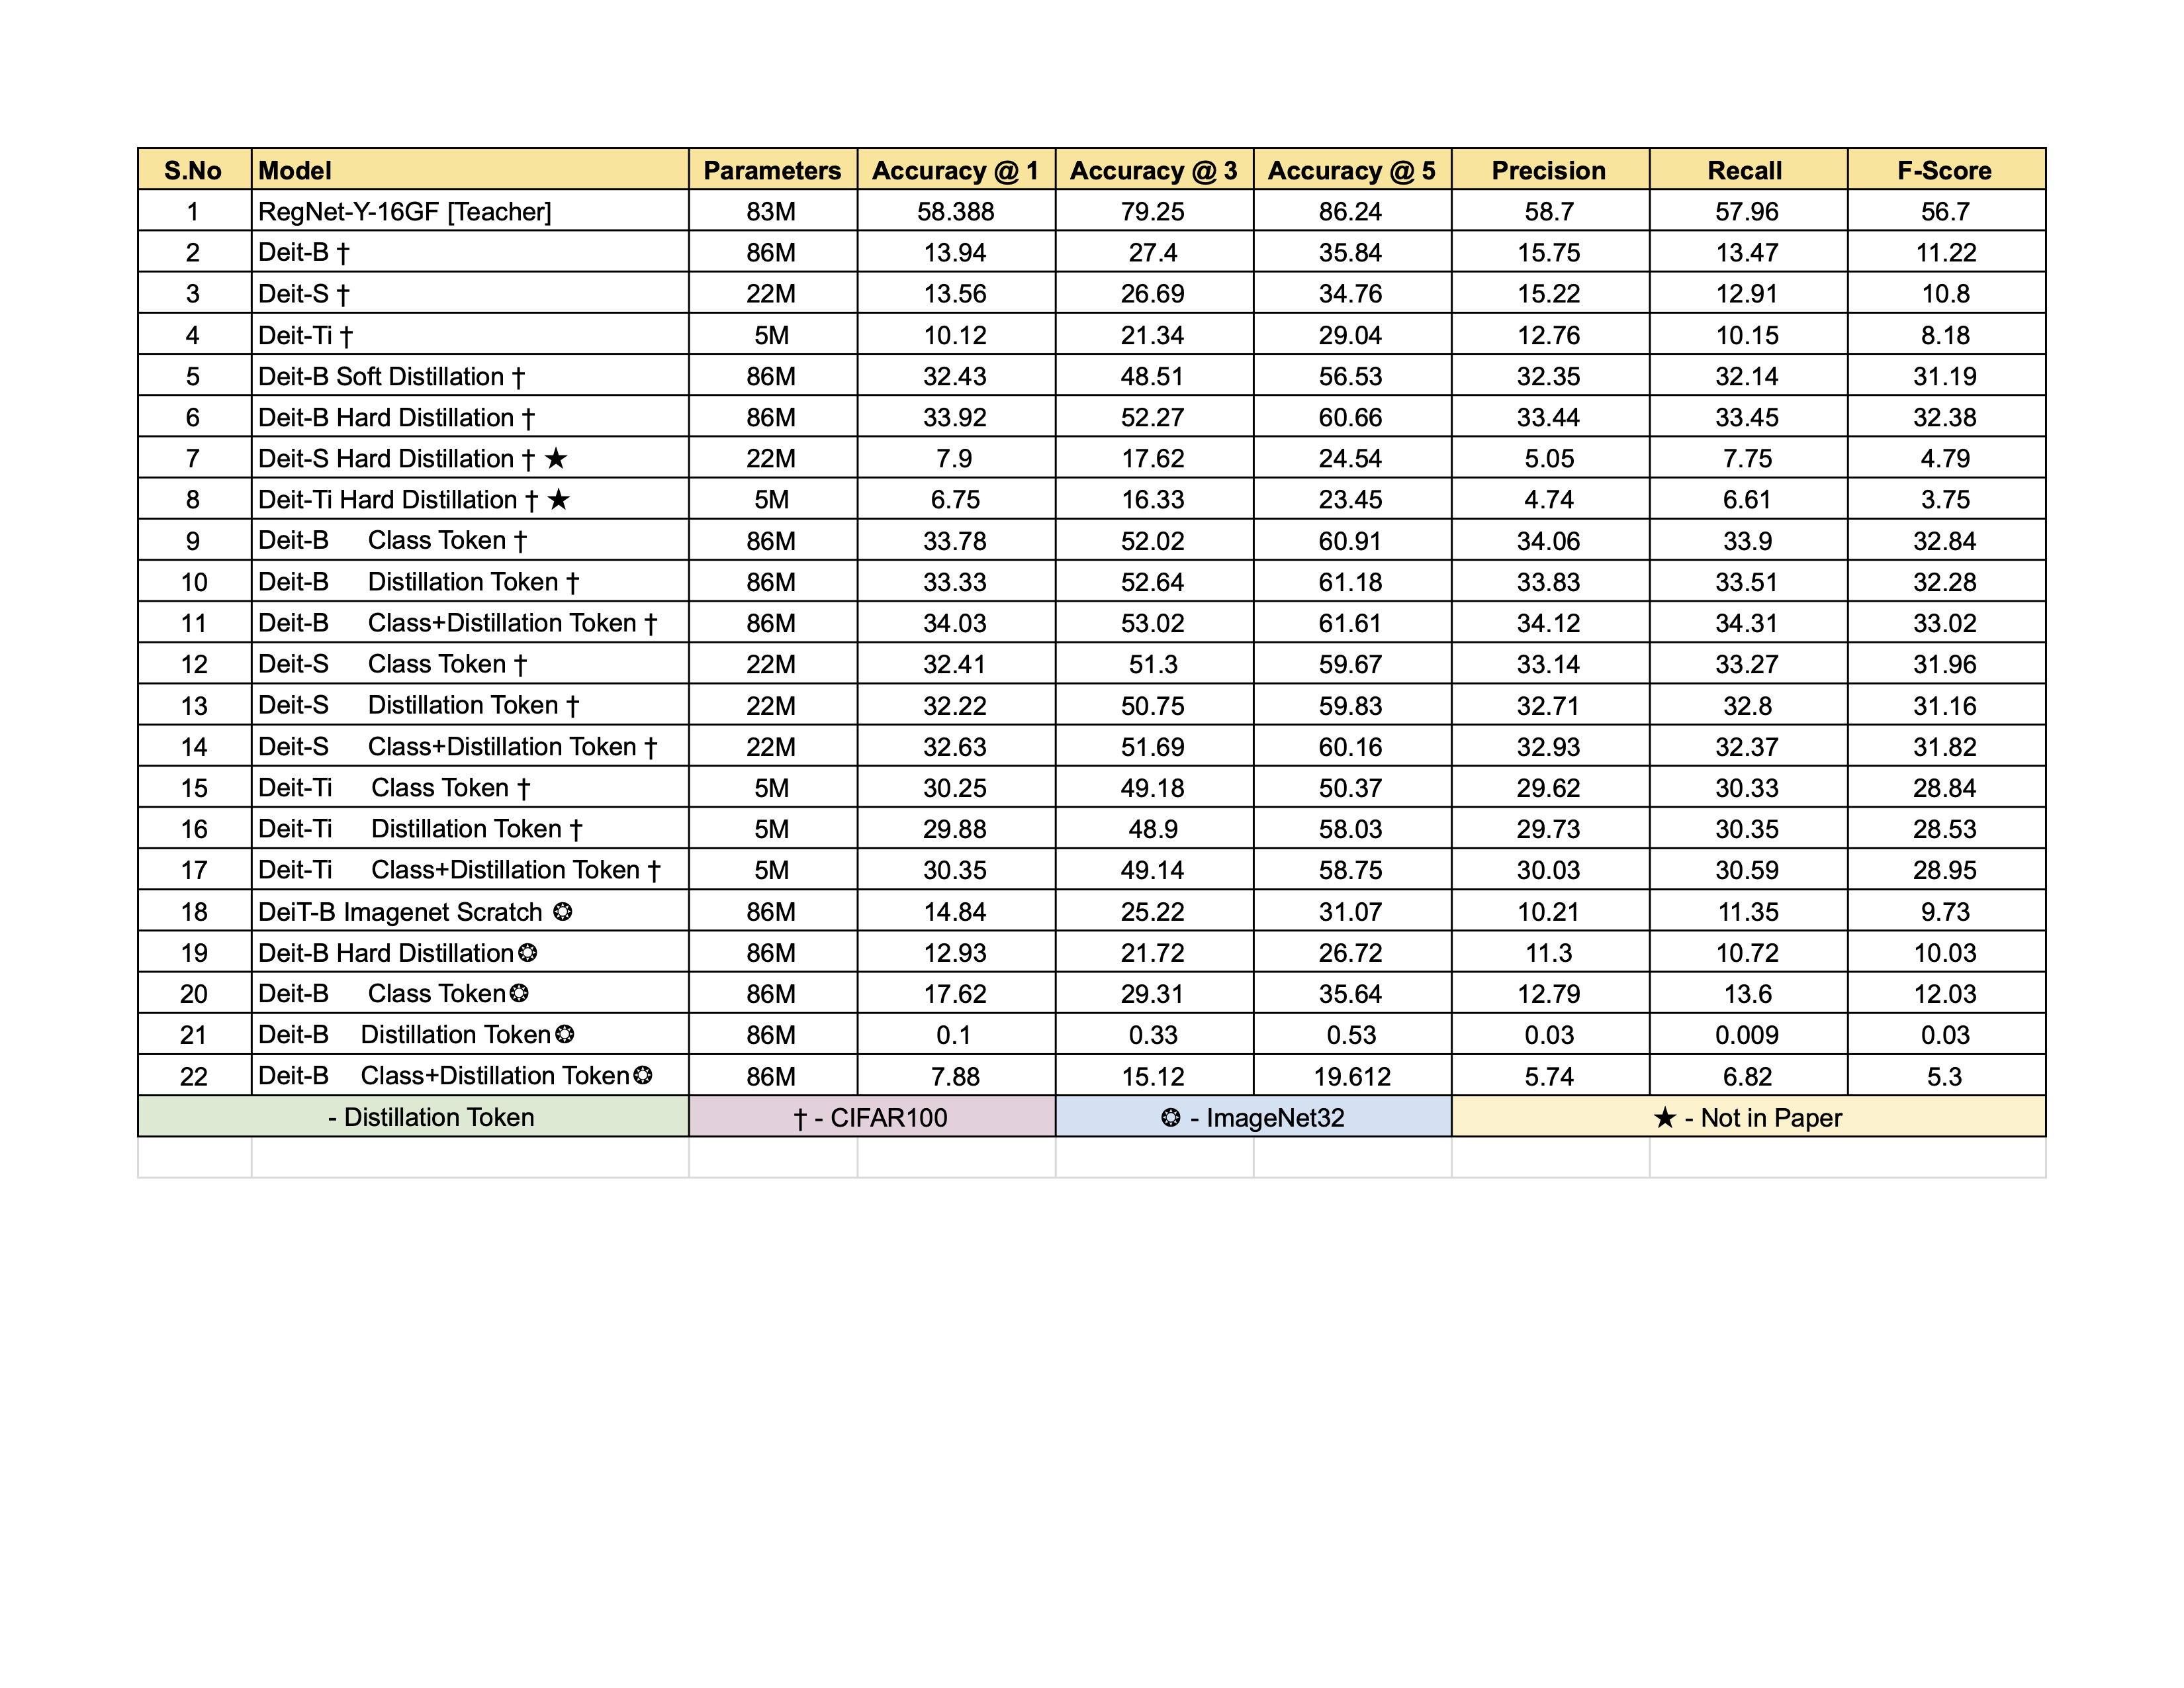 S.No Model Parameters Accuracy @ 1 Accuracy @ 3 Accuracy @ 5 Precision Recall F-Score
1 RegNet-Y-16GF [Teacher] 83M 58.388 79.25 86.24 58.7 57.96 56.7
2 Deit-B † 86M 13.94 27.4 35.84 15.75 13.47 11.22
3 Deit-S † 22M 13.56 26.69 34.76 15.22 12.91 10.8
4 Deit-Ti † 5M 10.12 21.34 29.04 12.76 10.15 8.18
5 Deit-B Soft Distillation † 86M 32.43 48.51 56.53 32.35 32.14 31.19
6 Deit-B Hard Distillation † 86M 33.92 52.27 60.66 33.44 33.45 32.38
7 Deit-S Hard Distillation † ★ 22M 7.9 17.62 24.54 5.05 7.75 4.79
8 Deit-Ti Hard Distillation † ★ 5M 6.75 16.33 23.45 4.74 6.61 3.75
9 Deit-B Class Token † 86M 33.78 52.02 60.91 34.06 33.9 32.84
10 Deit-B Distillation Token † 86M 33.33 52.64 61.18 33.83 33.51 32.28
11 Deit-B Class+Distillation Token † 86M 34.03 53.02 61.61 34.12 34.31 33.02
12 Deit-S Class Token † 22M 32.41 51.3 59.67 33.14 33.27 31.96
13 Deit-S Distillation Token † 22M 32.22 50.75 59.83 32.71 32.8 31.16
14 Deit-S Class+Distillation Token † 22M 32.63 51.69 60.16 32.93 32.37 31.82
15 Deit-Ti Class Token † 5M 30.25 49.18 50.37 29.62 30.33 28.84
16 Deit-Ti Distillation Token † 5M 29.88 48.9 58.03 29.73 30.35 28.53
17 Deit-Ti Class+Distillation Token † 5M 30.35 49.14 58.75 30.03 30.59 28.95
18 DeiT-B Imagenet Scratch ❂ 86M 14.84 25.22 31.07 10.21 11.35 9.73
19 Deit-B Hard Distillation❂ 86M 12.93 21.72 26.72 11.3 10.72 10.03
20 Deit-B Class Token❂ 86M 17.62 29.31 35.64 12.79 13.6 12.03
21 Deit-B Distillation Token❂ 86M 0.1 0.33 0.53 0.03 0.009 0.03
22 Deit-B Class+Distillation Token❂ 86M 7.88 15.12 19.612 5.74 6.82 5.3
- Distillation Token † - CIFAR100 ❂ - ImageNet32 ★ - Not in Paper